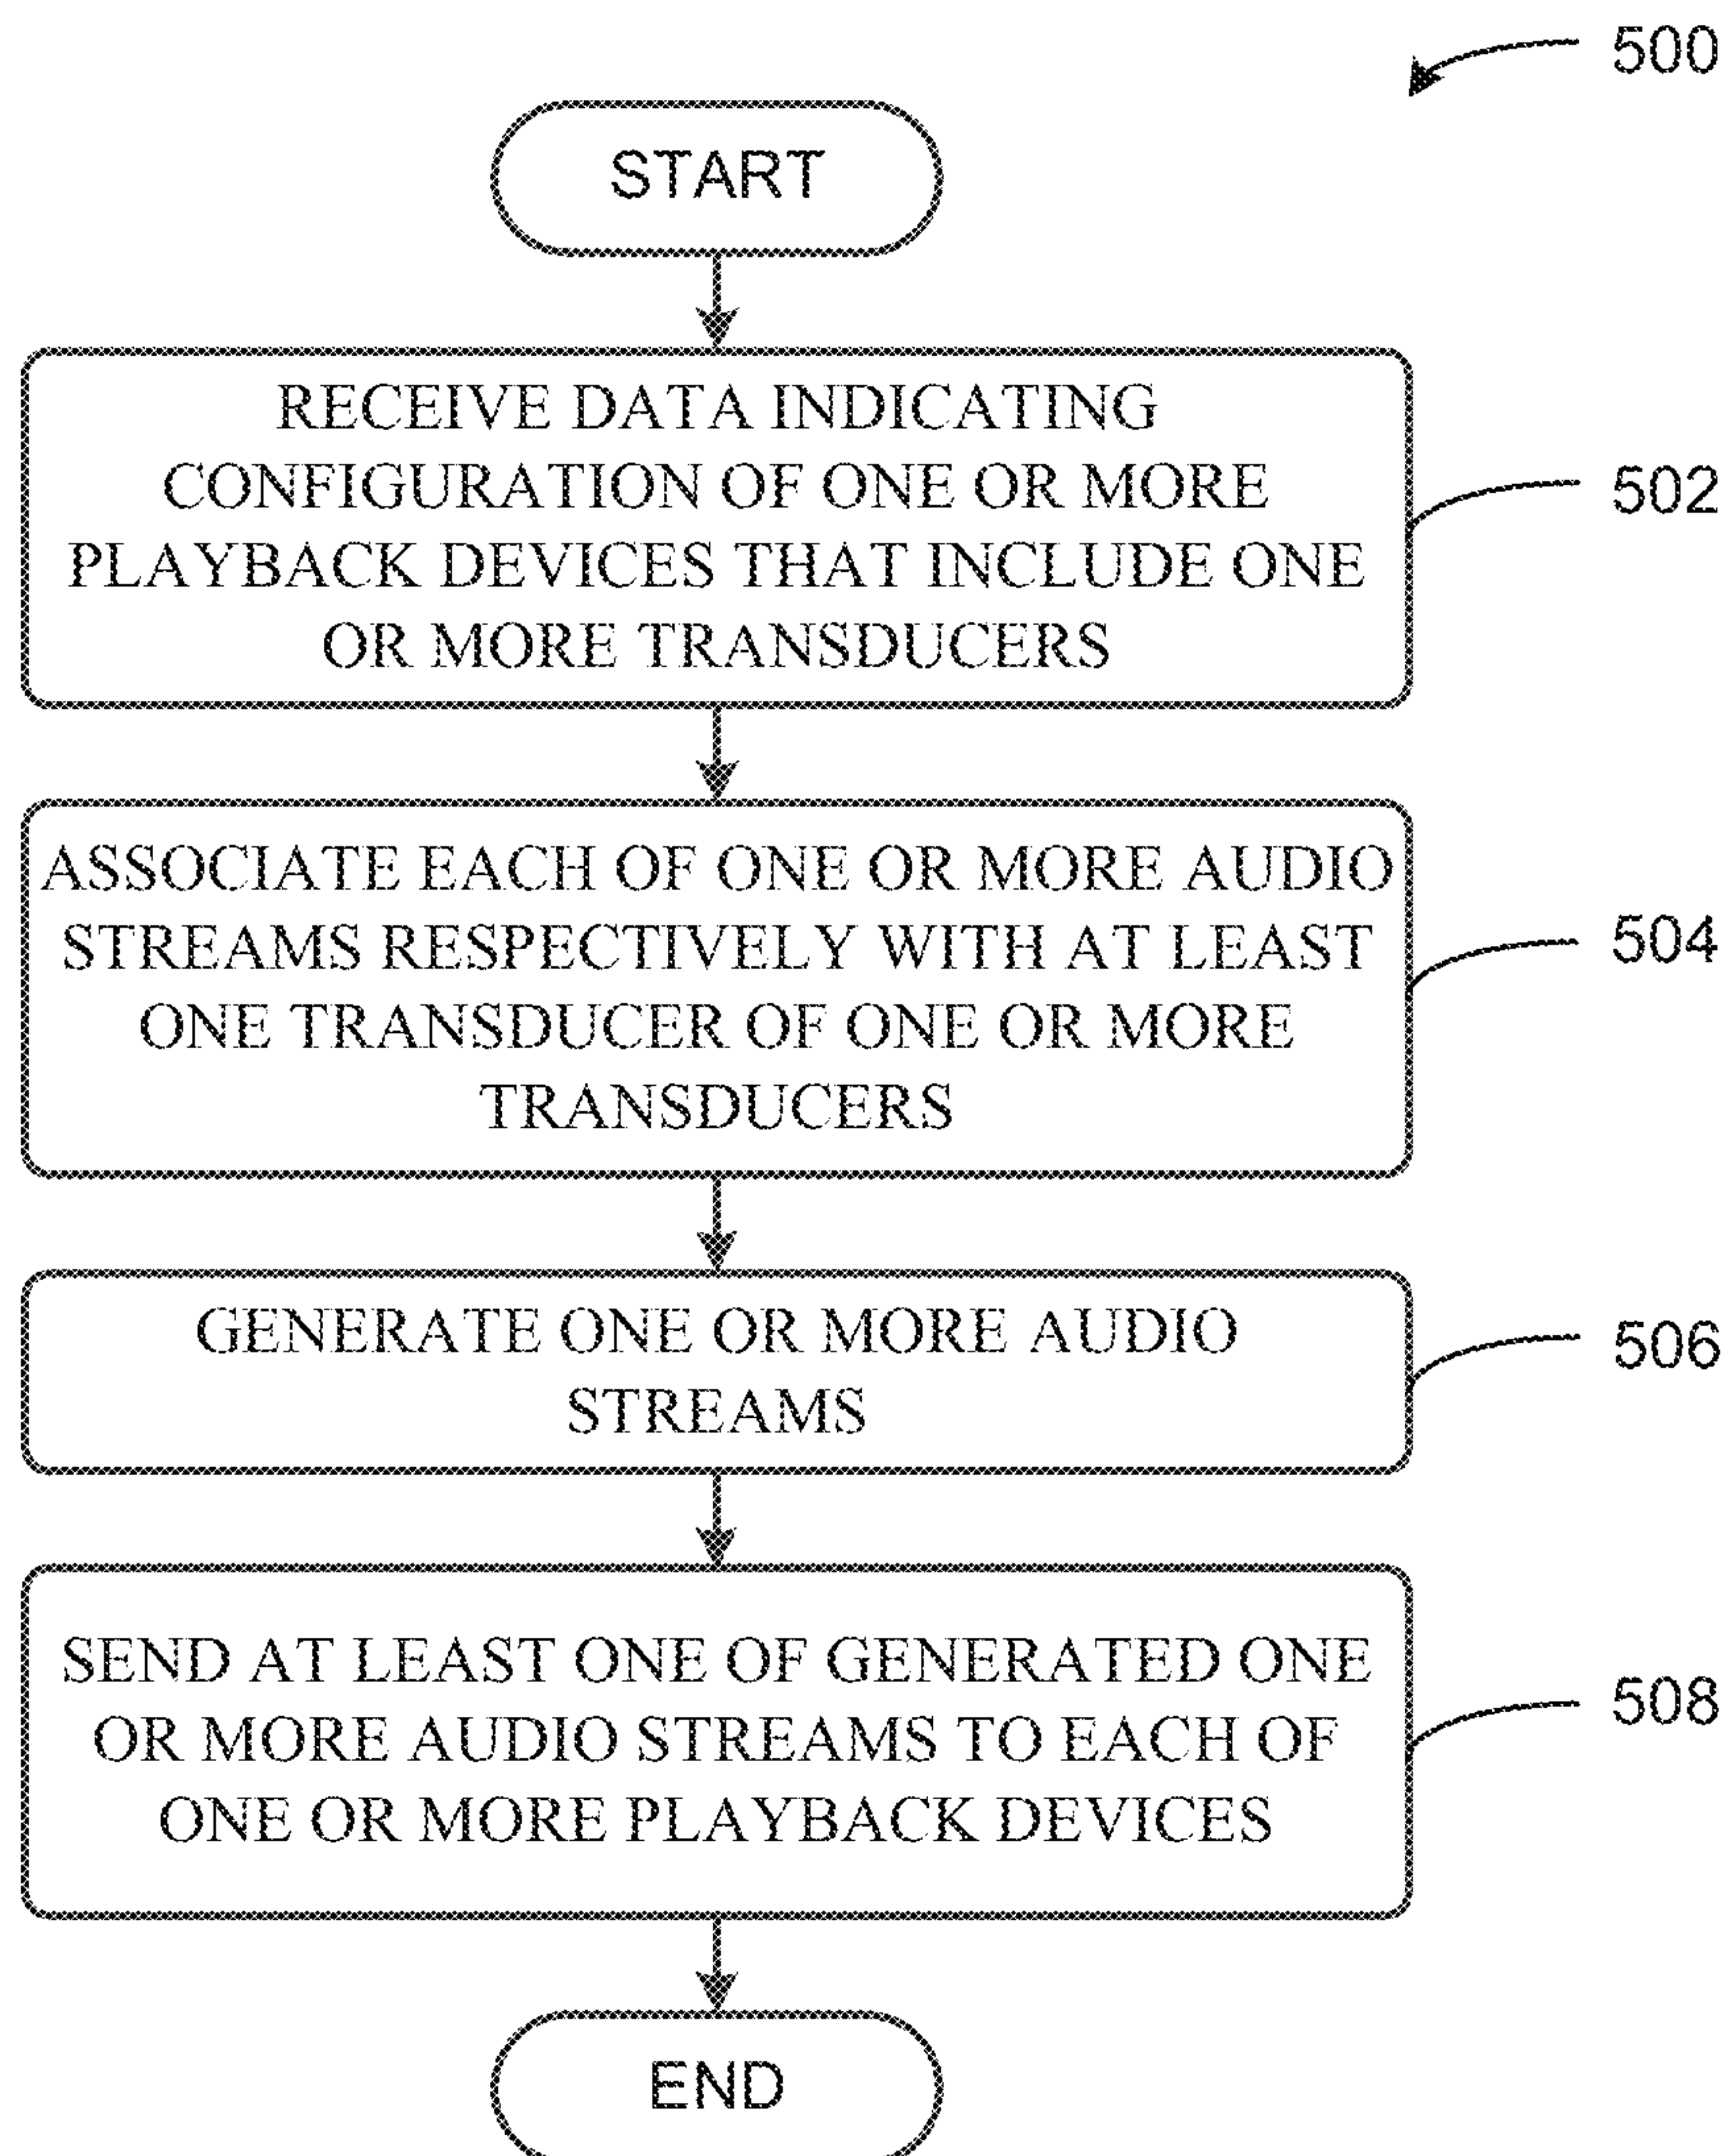 500
START
RECEIVE DATA INDICATING
CONFIGURATION OF ONE OR MORE
PLAYBACK DEVICES THAT INCLUDE ONE
OR MORE TRANSDUCERS
502
ASSOCIATE EACH OF ONE OR MORE AUDIO
STREAMS RESPECTIVELY WITH AT LEAST
ONE TRANSDUCER OF ONE OR MORE
TRANSDUCERS
504
GENERATE ONE OR MORE AUDIO
STREAMS
506
SEND AT LEAST ONE OF GENERATED ONE
OR MORE AUDIO STREAMS TO EACH OF
ONE OR MORE PLAYBACK DEVICES
508
END